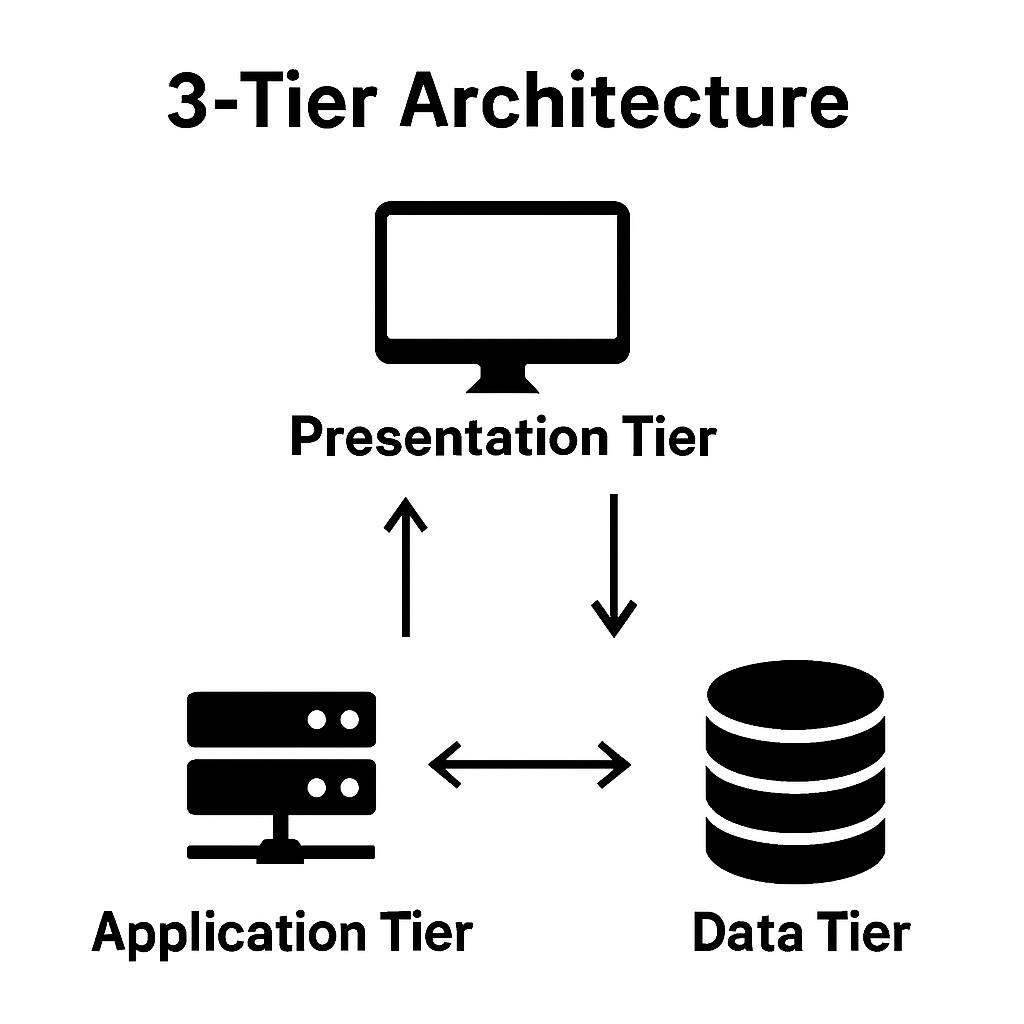 3-Tier Architecture
Presentation Tier
Application Tier
Data Tier